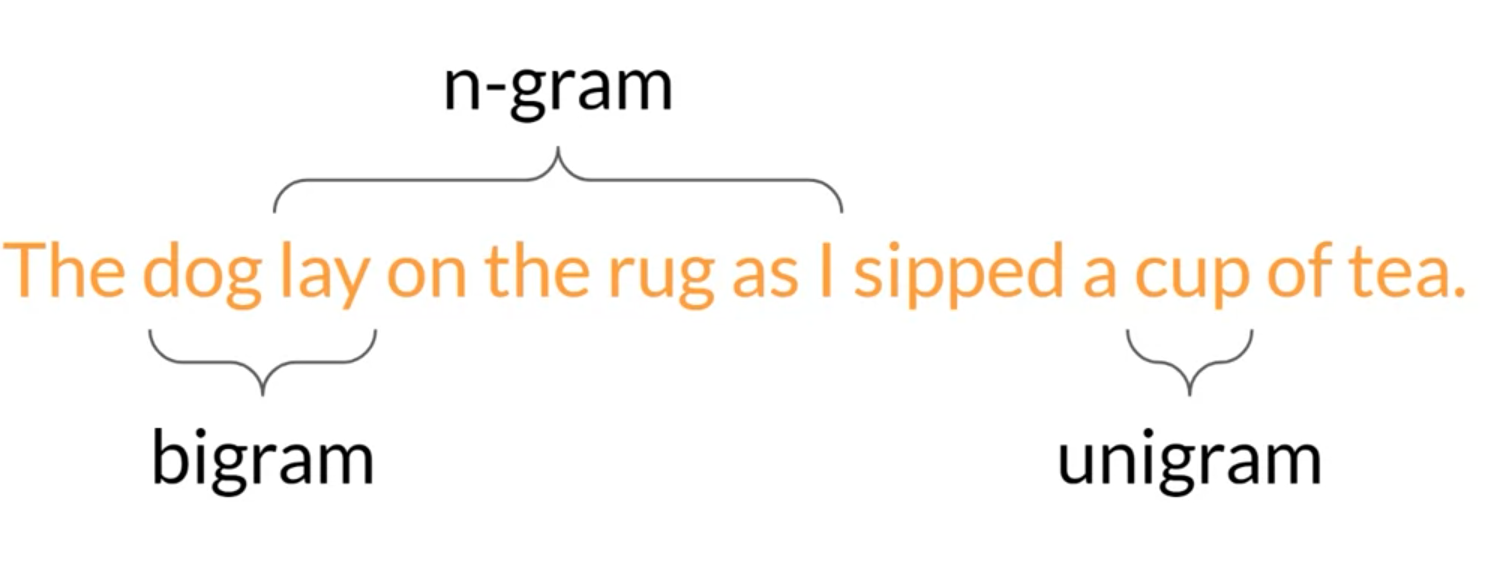 n-gram
The dog lay on the rug as I sipped a cup of tea.
bigram
unigram